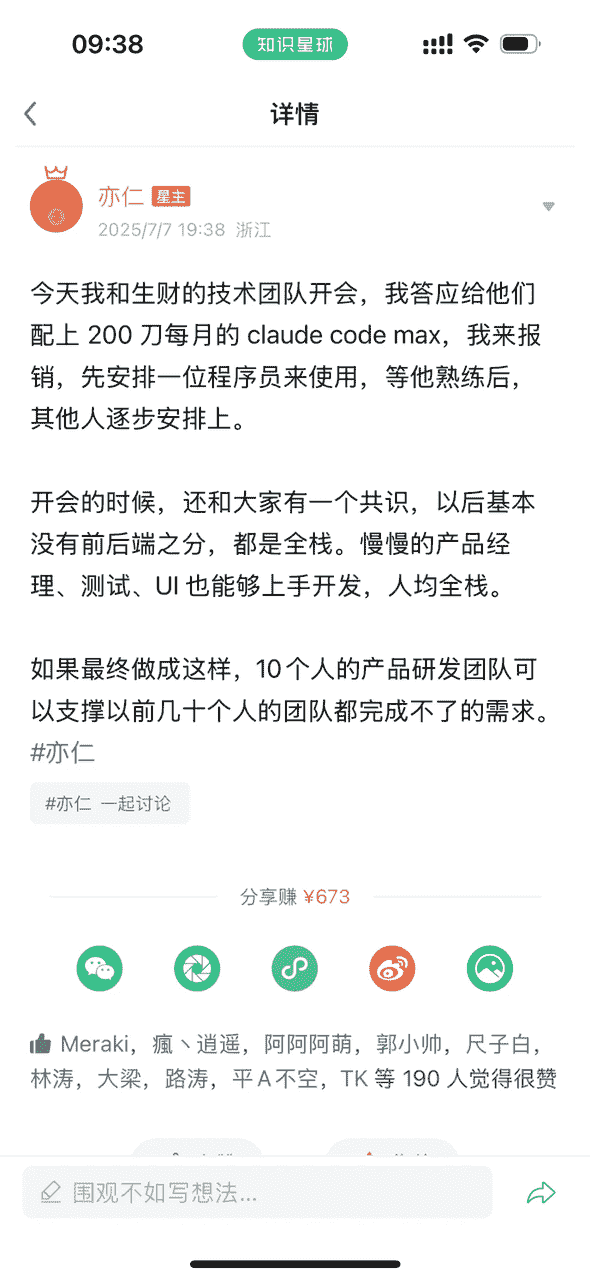 09:38
知识星球
详情
亦仁 星主
2025/7/7 19:38 浙江
今天我和生财的技术团队开会，我答应给他们
配上 200 刀每月的 claude code max，我来报
销，先安排一位程序员来使用，等他熟练后，
其他人逐步安排上。
开会的时候，还和大家有一个共识，以后基本
没有前后端之分，都是全栈。慢慢的产品经
理、测试、UI 也能够上手开发，人均全栈。
如果最终做成这样，10个人的产品研发团队可
以支撑以前几十个人的团队都完成不了的需求。
#亦仁
#亦仁 一起讨论
分享赚 ¥673
Meraki，瘋丶逍遥，阿阿阿萌，郭小帅，尺子白，
林涛，大梁，路涛，平A不空，TK 等 190 人觉得很赞
围观不如写想法...